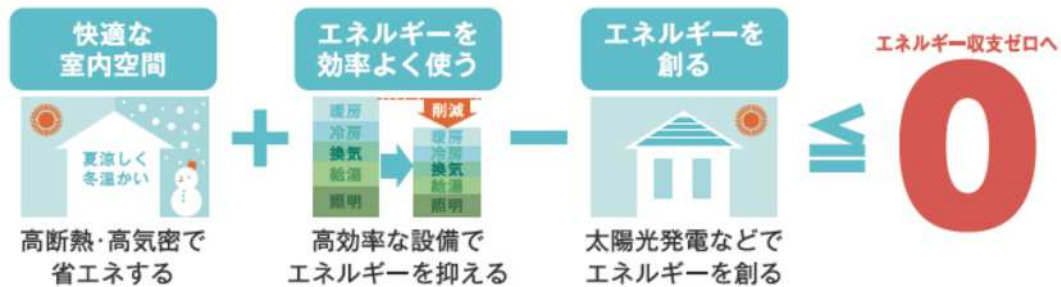 快適な
室内空間
夏涼しく
冬温かい
高断熱・高気密で
省エネする
+
エネルギーを
効率よく使う
暖房
冷房
換気
給湯
照明
削減
暖房
冷房
換気
給湯
照明
高効率な設備で
エネルギーを抑える
−
エネルギーを
創る
太陽光発電などで
エネルギーを創る
≦
エネルギー収支ゼロへ
0